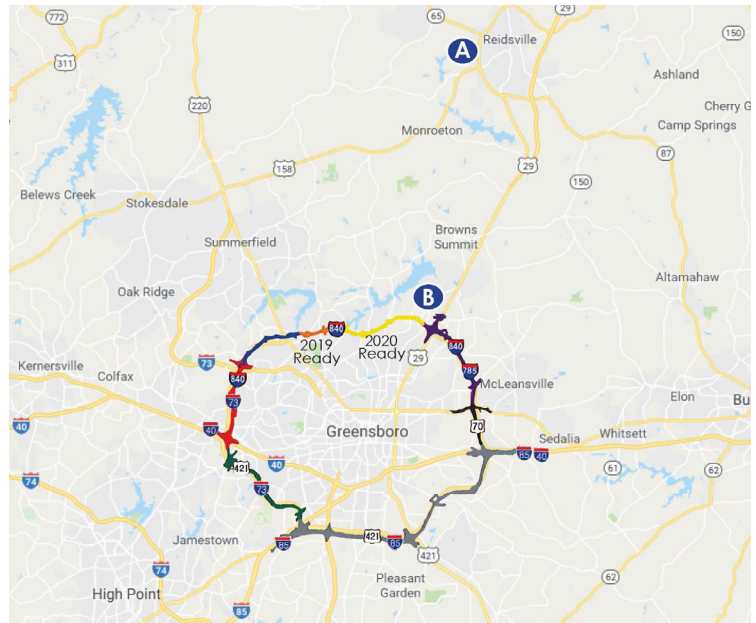 772
65
Reidsville
29
A
150
311
Ashland
220
Cherry G
Camp Springs
Monroeton
87
158
29
150
Belews Creek
Stokesdale
Browns
Summit
Summerfield
Altamahaw
Oak Ridge
B
840
2019
Ready
2020
Ready
840
29
73
Kernersville
Colfax
840
785
McLeansville
73
Elon
Bu
70
40
40
Greensboro
Sedalia
Whitsett
85
40
421
40
61
62
74
73
Jamestown
85
421
85
421
74
Pleasant
Garden
62
High Point
85